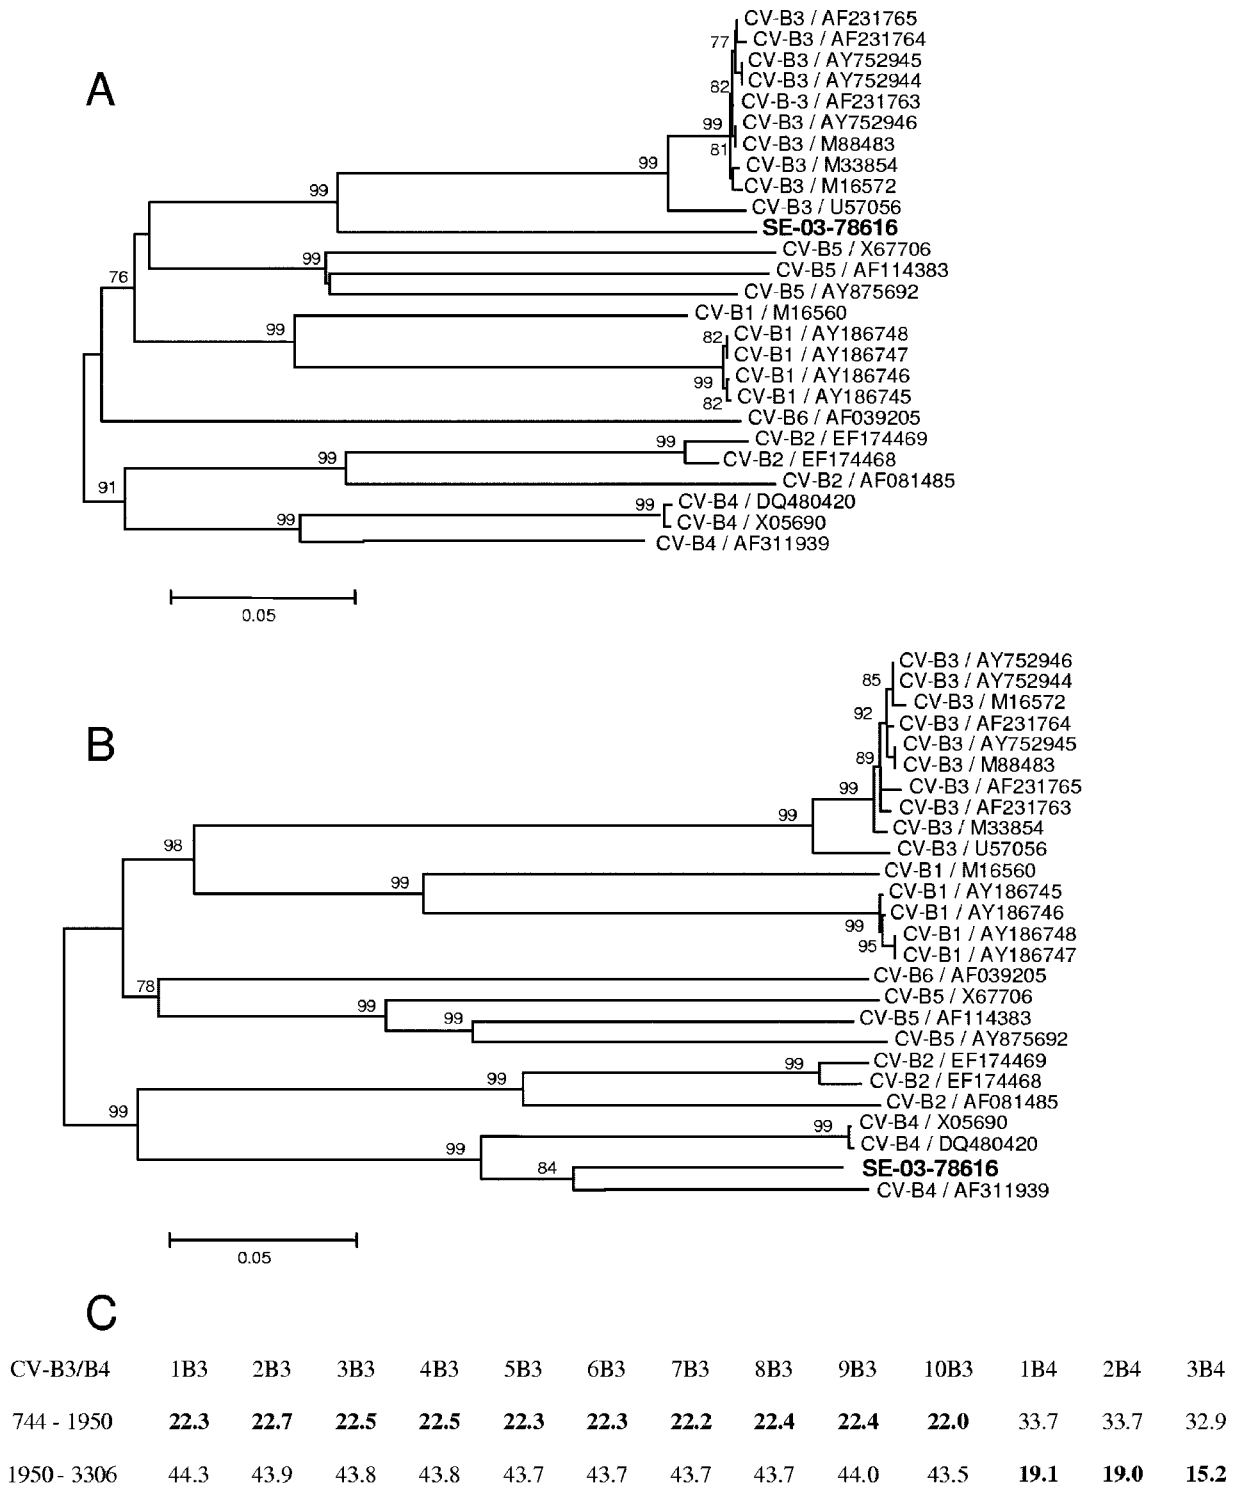 A
CV-B3 / AF231765
77
CV-B3 / AF231764
CV-B3 / AY752945
82
CV-B3 / AY752944
CV-B-3 / AF231763
99
CV-B3 / AY752946
81
CV-B3 / M88483
99
CV-B3 / M33854
99
CV-B3 / M16572
CV-B3 / U57056
SE-03-78616
99
CV-B5 / X67706
76
CV-B5 / AF114383
CV-B5 / AY875692
CV-B1 / M16560
99
82
CV-B1 / AY186748
CV-B1 / AY186747
99
CV-B1 / AY186746
82
CV-B1 / AY186745
CV-B6 / AF039205
99
CV-B2 / EF174469
99
CV-B2 / EF174468
91
CV-B2 / AF081485
99
CV-B4 / DQ480420
99
CV-B4 / X05690
CV-B4 / AF311939
0.05
B
CV-B3 / AY752946
85
CV-B3 / AY752944
CV-B3 / M16572
92
CV-B3 / AF231764
CV-B3 / AY752945
89
CV-B3 / M88483
99
CV-B3 / AF231765
99
CV-B3 / AF231763
CV-B3 / M33854
98
CV-B3 / U57056
CV-B1 / M16560
99
CV-B1 / AY186745
CV-B1 / AY186746
99
CV-B1 / AY186748
95
CV-B1 / AY186747
78
CV-B6 / AF039205
99
CV-B5 / X67706
99
CV-B5 / AF114383
CV-B5 / AY875692
99
CV-B2 / EF174469
99
CV-B2 / EF174468
99
CV-B2 / AF081485
99
CV-B4 / X05690
99
CV-B4 / DQ480420
84
SE-03-78616
CV-B4 / AF311939
0.05
C
CV-B3/B4 1B3 2B3 3B3 4B3 5B3 6B3 7B3 8B3 9B3 10B3 1B4 2B4 3B4
744 - 1950 22.3 22.7 22.5 22.5 22.3 22.3 22.2 22.4 22.4 22.0 33.7 33.7 32.9
1950 - 3306 44.3 43.9 43.8 43.8 43.7 43.7 43.7 43.7 44.0 43.5 19.1 19.0 15.2